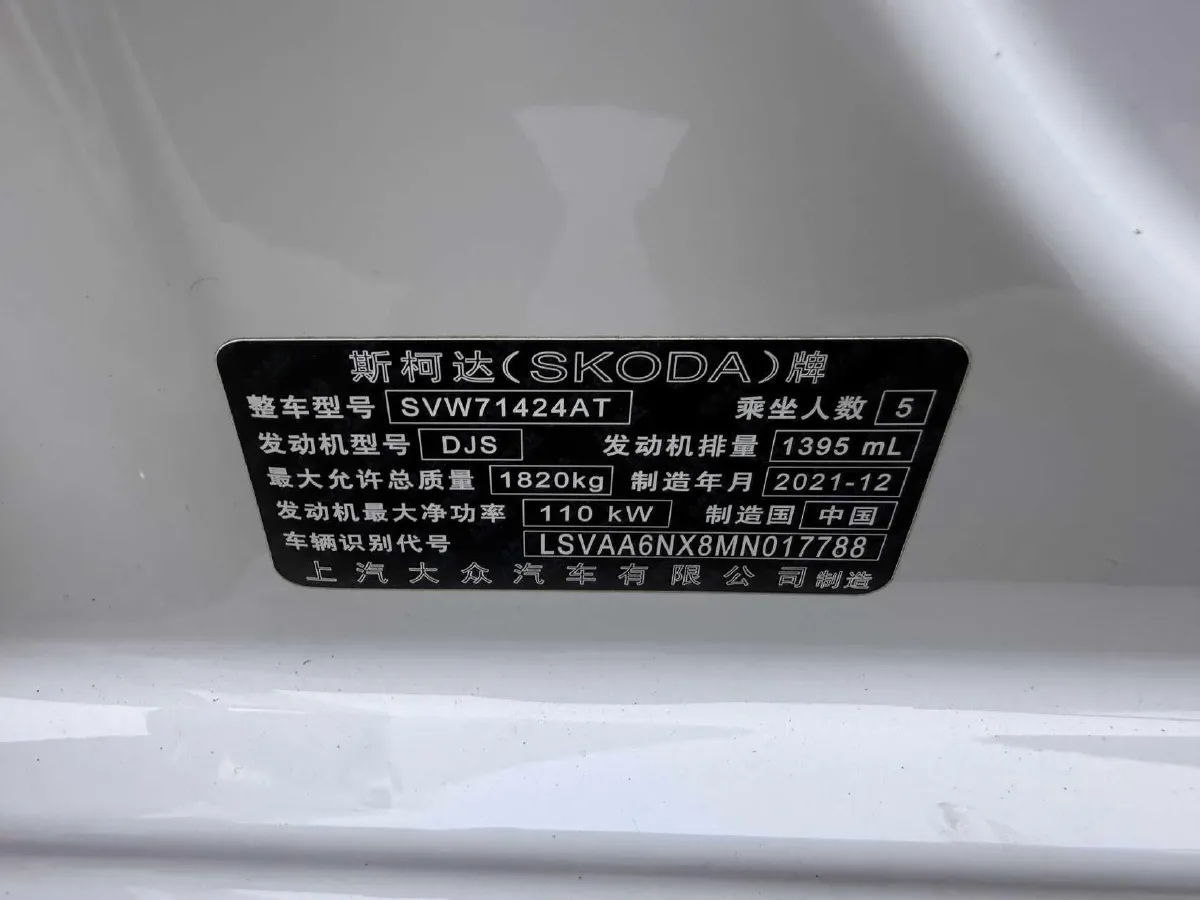 斯柯达(SKODA)牌
整车型号 SVW71424AT 乘坐人数 5
发动机型号 DJS 发动机排量 1395 mL
最大允许总质量 1820kg 制造年月 2021-12
发动机最大净功率 110 kW 制造国 中国
车辆识别代号 LSVAA6NX8MN017788
上汽大众汽车有限公司制造